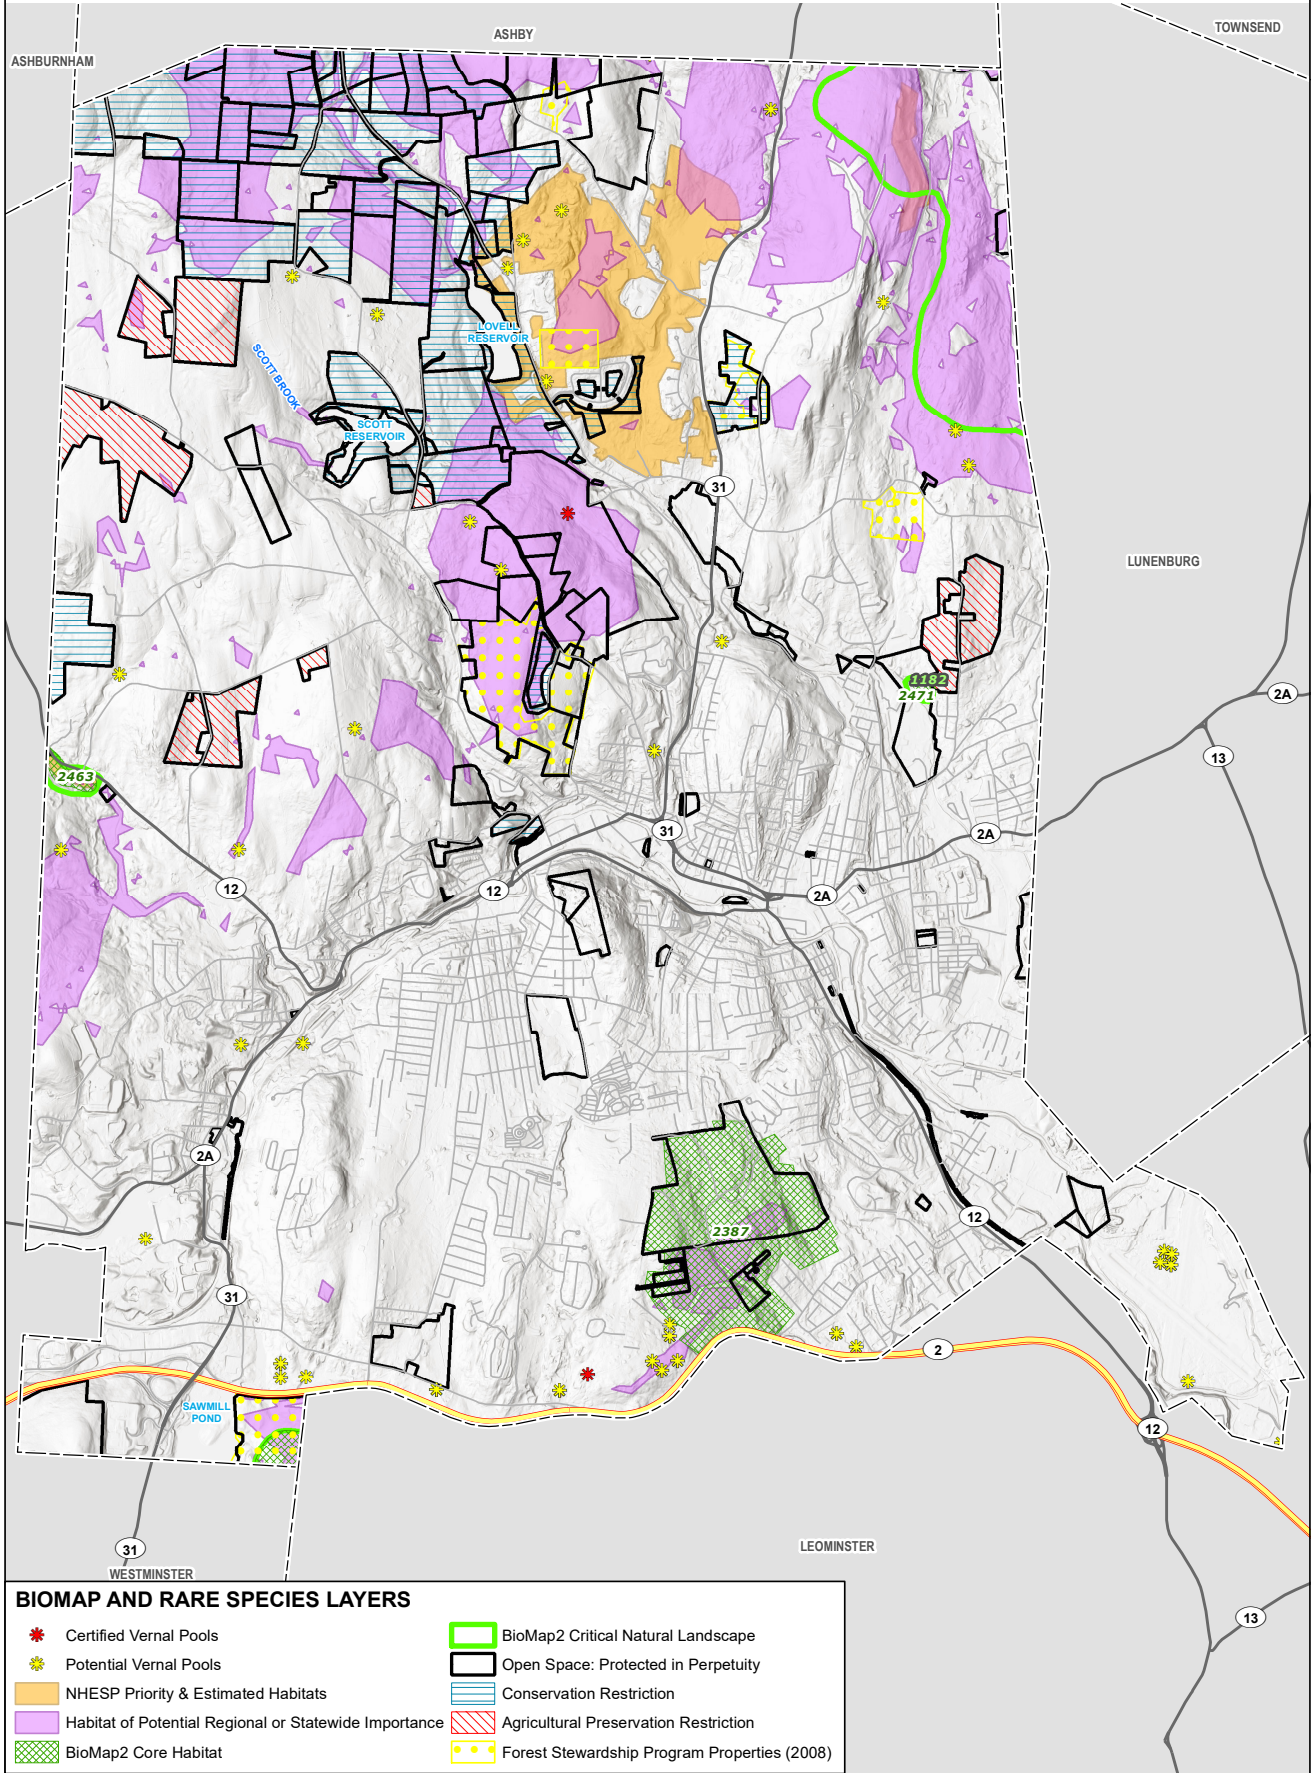 TOWNSEND
ASHBY
ASHBURNHAM
LOVELL
RESERVOIR
SCOTT BROOK
SCOTT
RESERVOIR
31
LUNENBURG
1182
2471
2A
13
2463
31
2A
12
12
2A
2A
12
2387
31
2
SAWMILL
POND
12
31
LEOMINSTER
WESTMINSTER
13
BIOMAP AND RARE SPECIES LAYERS
Certified Vernal Pools
Potential Vernal Pools
NHESP Priority & Estimated Habitats
Habitat of Potential Regional or Statewide Importance
BioMap2 Core Habitat
BioMap2 Critical Natural Landscape
Open Space: Protected in Perpetuity
Conservation Restriction
Agricultural Preservation Restriction
Forest Stewardship Program Properties (2008)